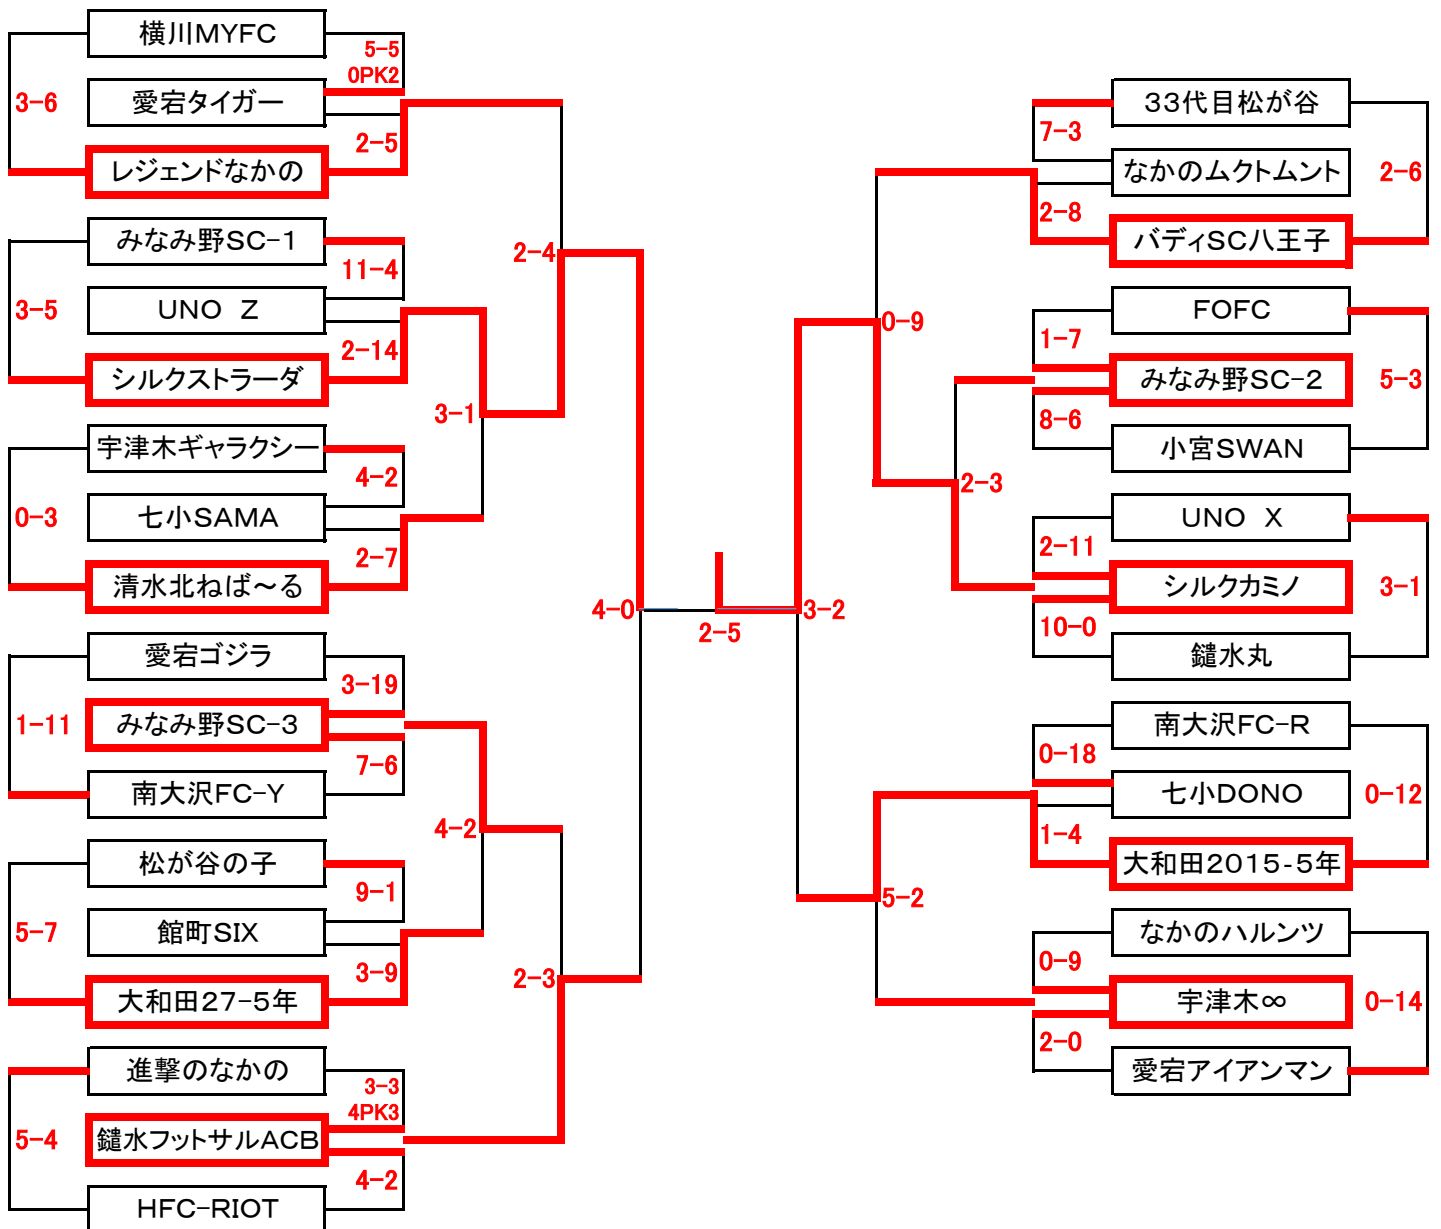 横川MYFC
5-5
0PK2
3-6
愛宕タイガー
2-5
レジェンドなかの
みなみ野SC-1
11-4
3-5
UNO Z
2-14
シルクストラーダ
2-4
3-1
宇津木ギャラクシー
4-2
0-3
七小SAMA
2-7
清水北ねば～る
4-0
愛宕ゴジラ
3-19
1-11
みなみ野SC-3
7-6
南大沢FC-Y
4-2
松が谷の子
9-1
5-7
館町SIX
3-9
大和田27-5年
2-3
進撃のなかの
3-3
4PK3
5-4
鑓水フットサルACB
4-2
HFC-RIOT
2-5
33代目松が谷
7-3
なかのムクトムント
2-6
2-8
バディSC八王子
FOFC
0-9
1-7
みなみ野SC-2
5-3
8-6
小宮SWAN
2-3
UNO X
2-11
シルクカミノ
3-1
10-0
鑓水丸
3-2
南大沢FC-R
0-18
七小DONO
0-12
1-4
大和田2015-5年
5-2
なかのハルンツ
0-9
宇津木∞
0-14
2-0
愛宕アイアンマン